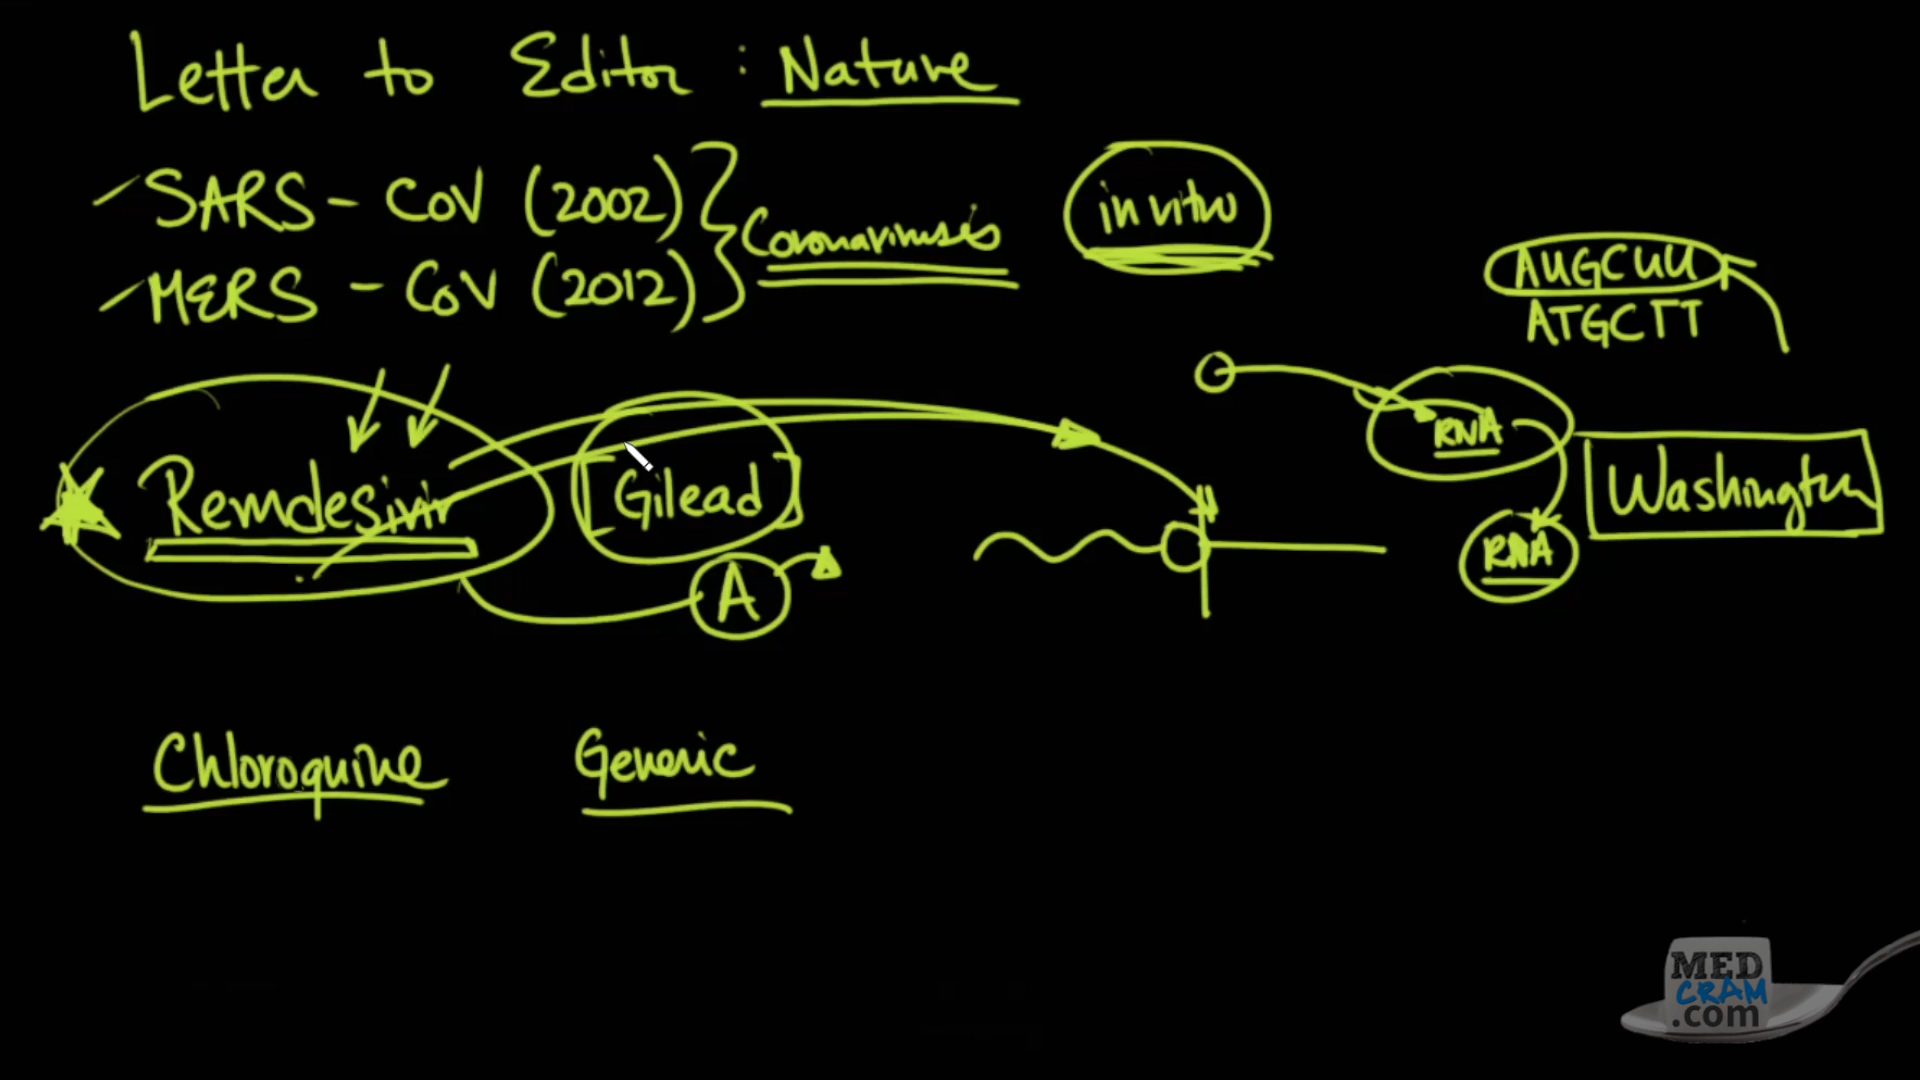 Letter to Editor : Nature
SARS - CoV (2002)
MERS - CoV (2012)
Coronaviruses
in vitro
AUGCUU
ATGCTT
RNA
RNA
Washington
Remdesivir
[Gilead]
A
Chloroquine
Generic
MED
CRAM
.com